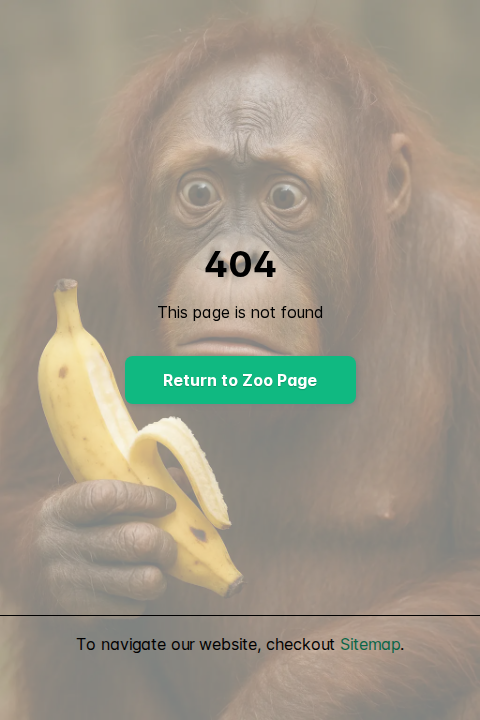 404
This page is not found
Return to Zoo Page
To navigate our website, checkout Sitemap.